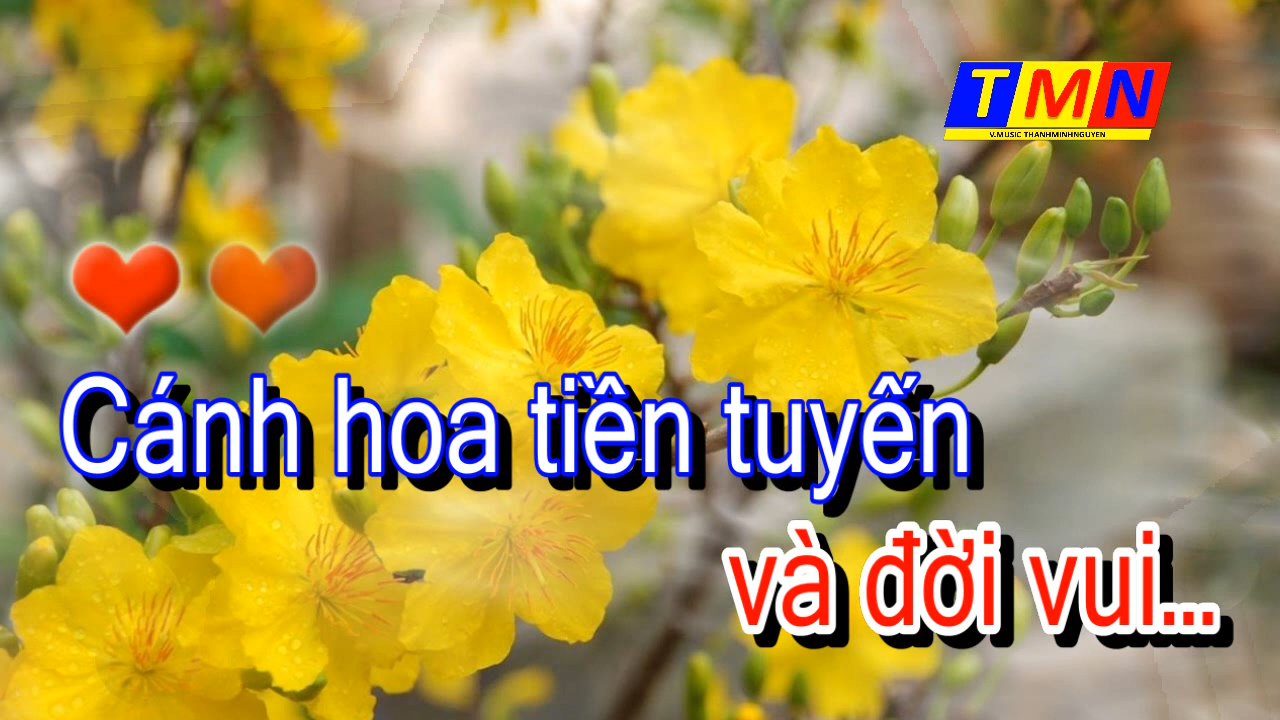 TMN
V.MUSIC THANHMINHNGUYEN
Cánh hoa tiền tuyến
và đời vui...